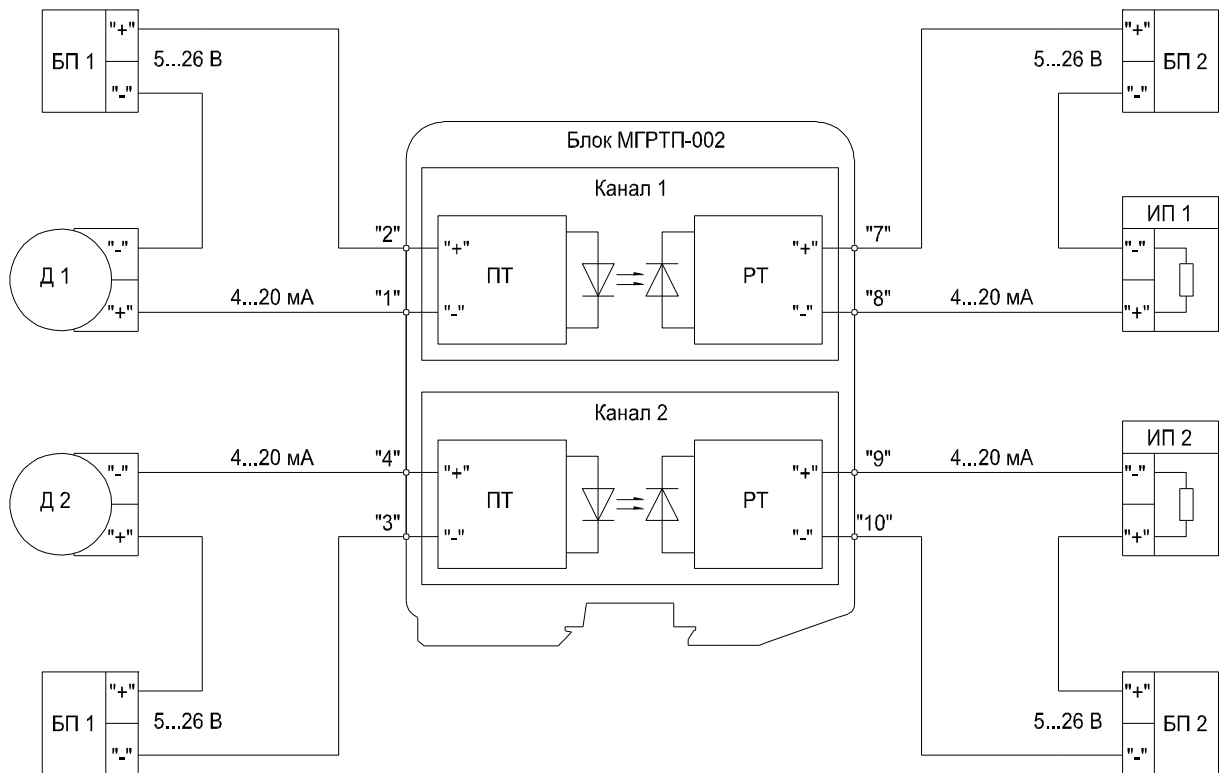 БП 1
"+"
"-"
5...26 В
"+"
"-"
5...26 В
БП 2
Блок МГРТП-002
Канал 1
Д 1
"-"
"+"
4...20 мА
"2"
"1"
"+"
"-"
ПТ
РТ
"+"
"-"
"7"
"8"
4...20 мА
ИП 1
"-"
"+"
Канал 2
Д 2
"-"
"+"
4...20 мА
"4"
"3"
"+"
"-"
ПТ
РТ
"+"
"-"
"9"
"10"
4...20 мА
ИП 2
"-"
"+"
БП 1
"+"
"-"
5...26 В
5...26 В
"+"
"-"
БП 2